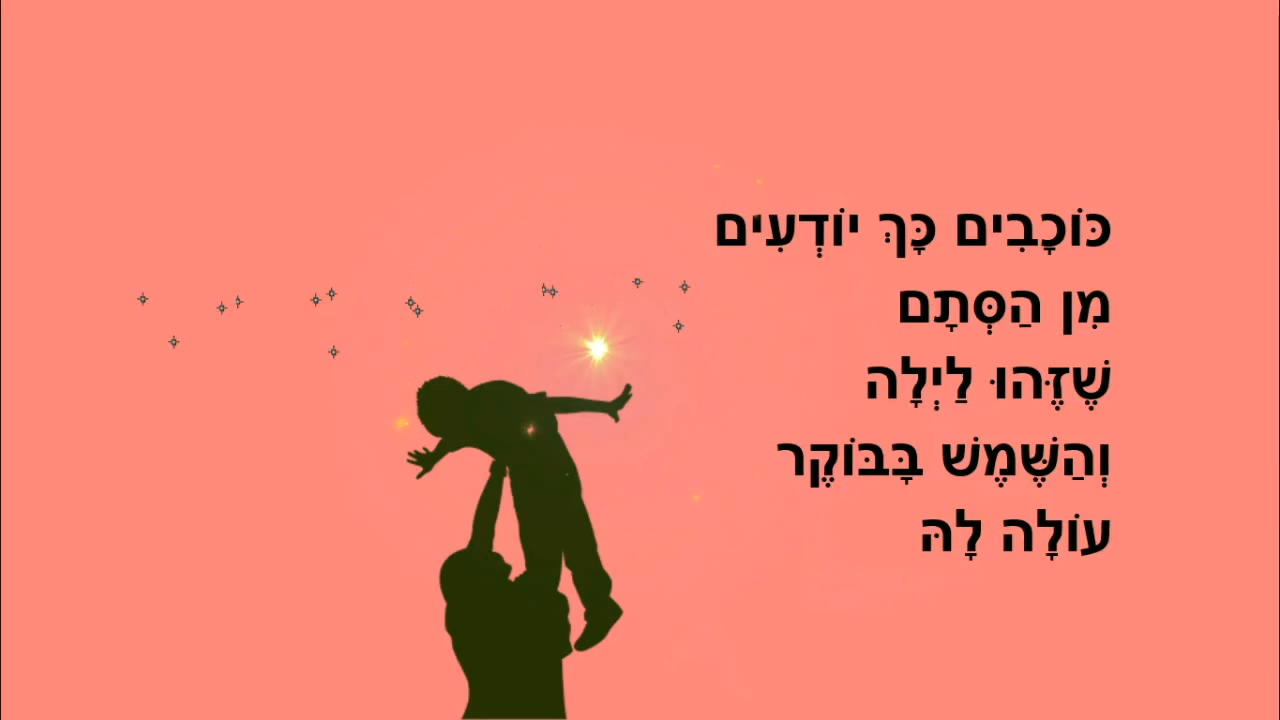 כּוֹכָבִים כָּךְ יוֹדְעִים
מִן הַסְּתָם
שֶׁזֶּהוּ לַיְלָה
וְהַשֶּׁמֶשׁ בָּבּוֹקֶר
עוֹלָה לָהּ